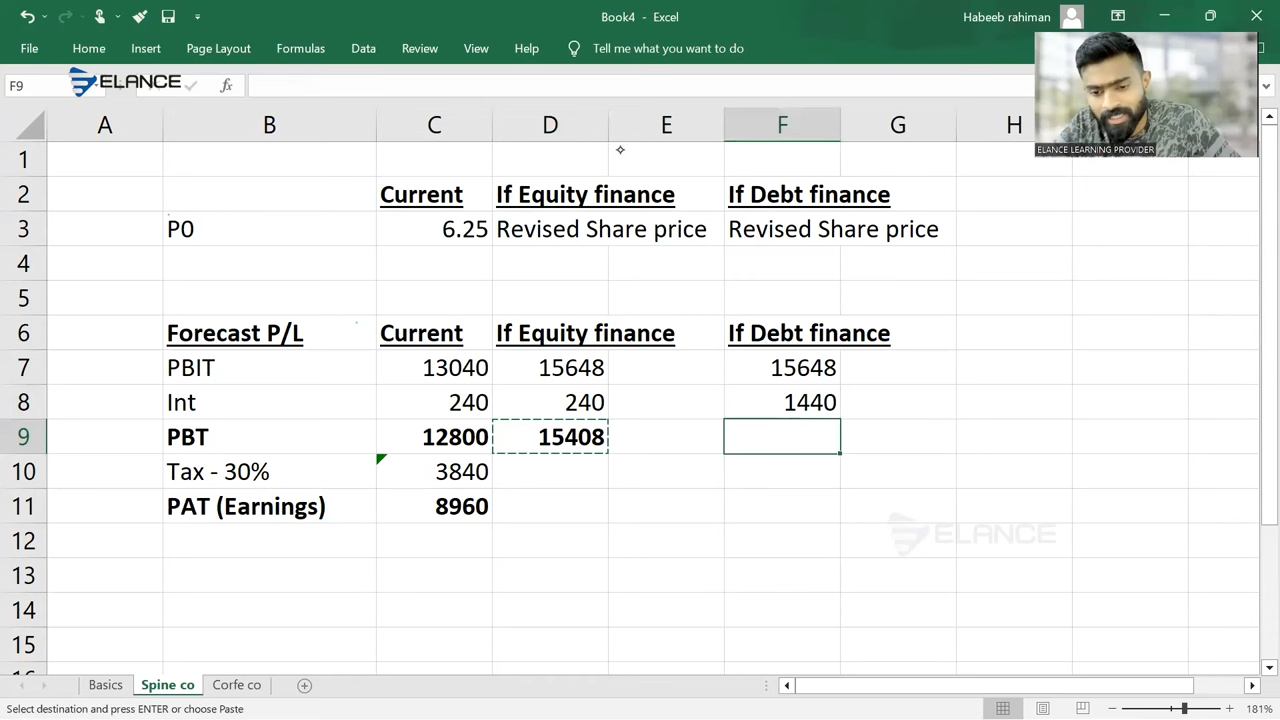 Book4 - Excel
Habeeb rahiman
File Home Insert Page Layout Formulas Data Review View Help Tell me what you want to do
F9
ELANCE
fx
ELANCE LEARNING PROVIDER
A B C D E F G H
1
2 Current If Equity finance If Debt finance
3 P0 6.25 Revised Share price Revised Share price
4
5
6 Forecast P/L Current If Equity finance If Debt finance
7 PBIT 13040 15648 15648
8 Int 240 240 1440
9 PBT 12800 15408
10 Tax - 30% 3840
11 PAT (Earnings) 8960
12
ELANCE
13
14
15
16
Basics Spine co Corfe co
Select destination and press ENTER or choose Paste
181%